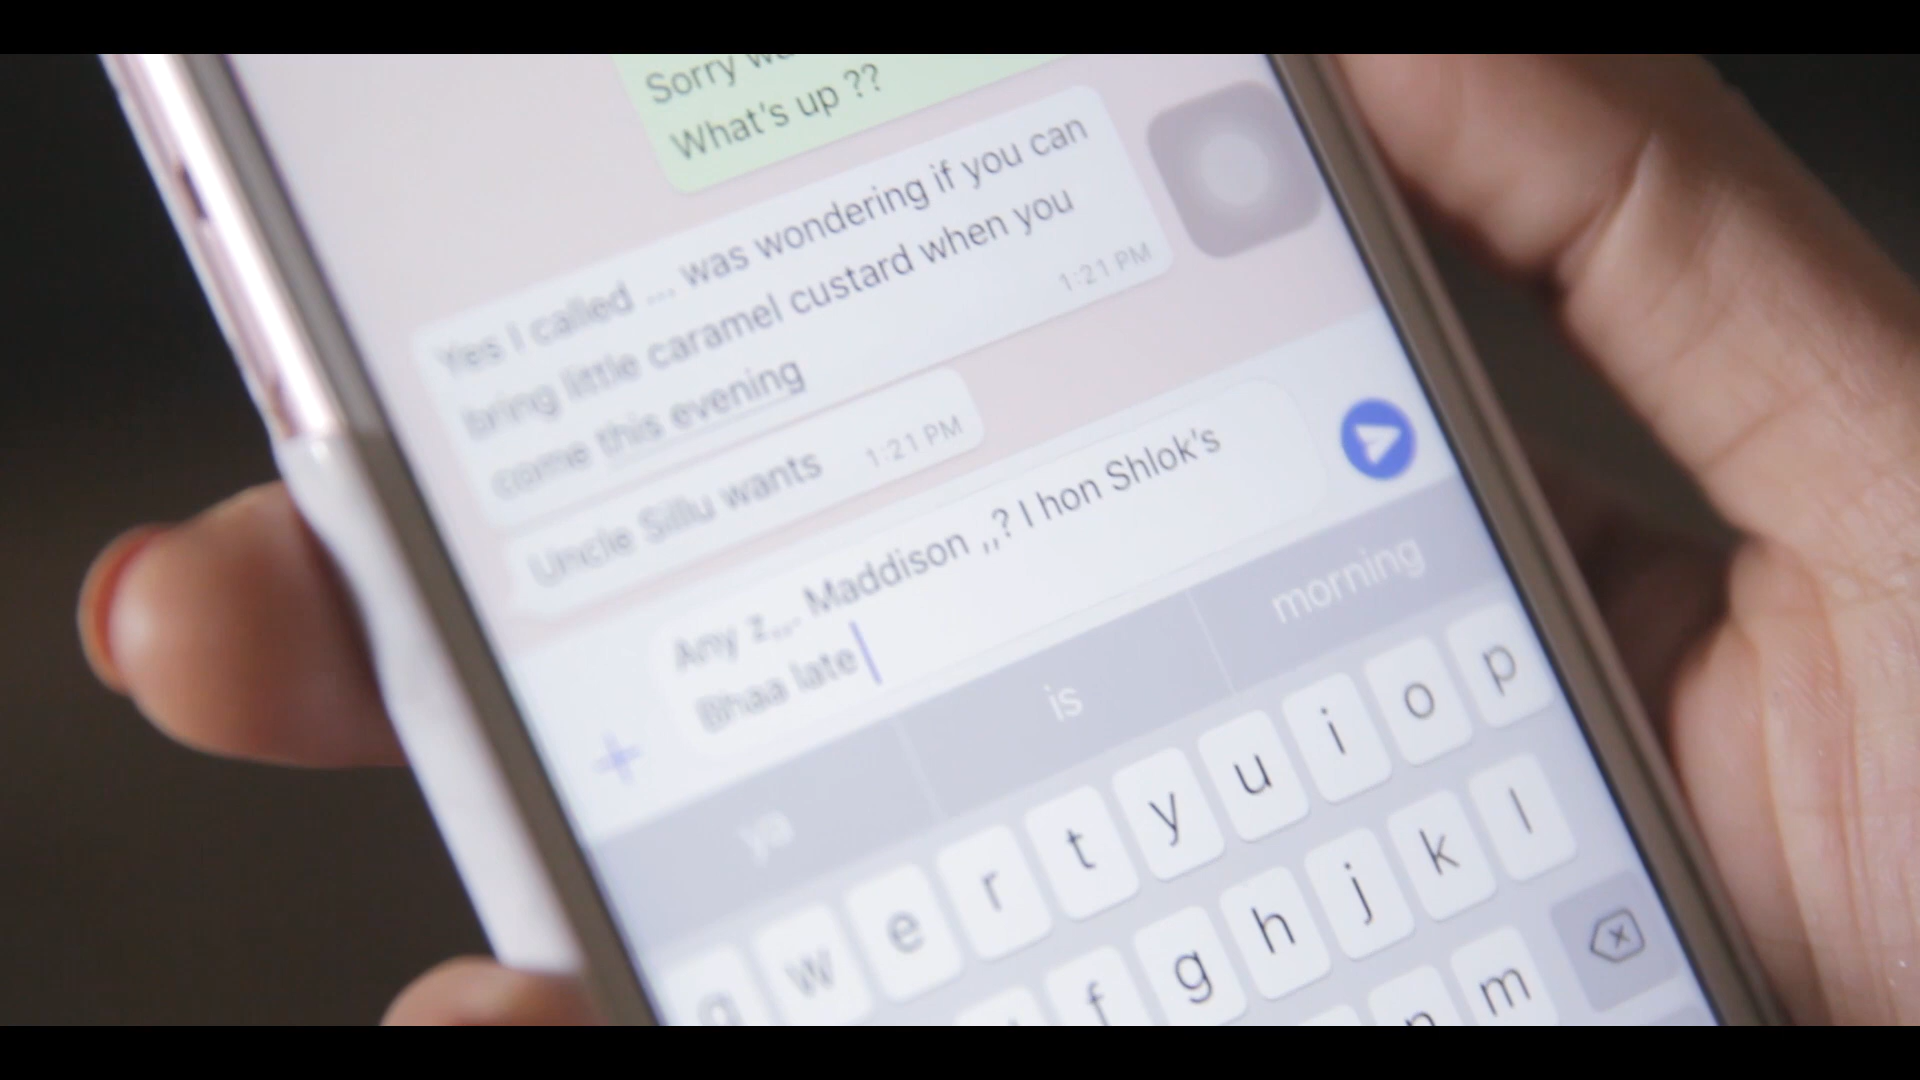 Sorry
What's up ??
Yes I called ... was wondering if you can
bring little caramel custard when you
come this evening
1:21 PM
Uncle Sillu wants
1:21 PM
Any z,,.. Maddison ,,? I hon Shlok's
Bhaa late
ya is morning
q w e r t y u i o p
f g h j k l
n m